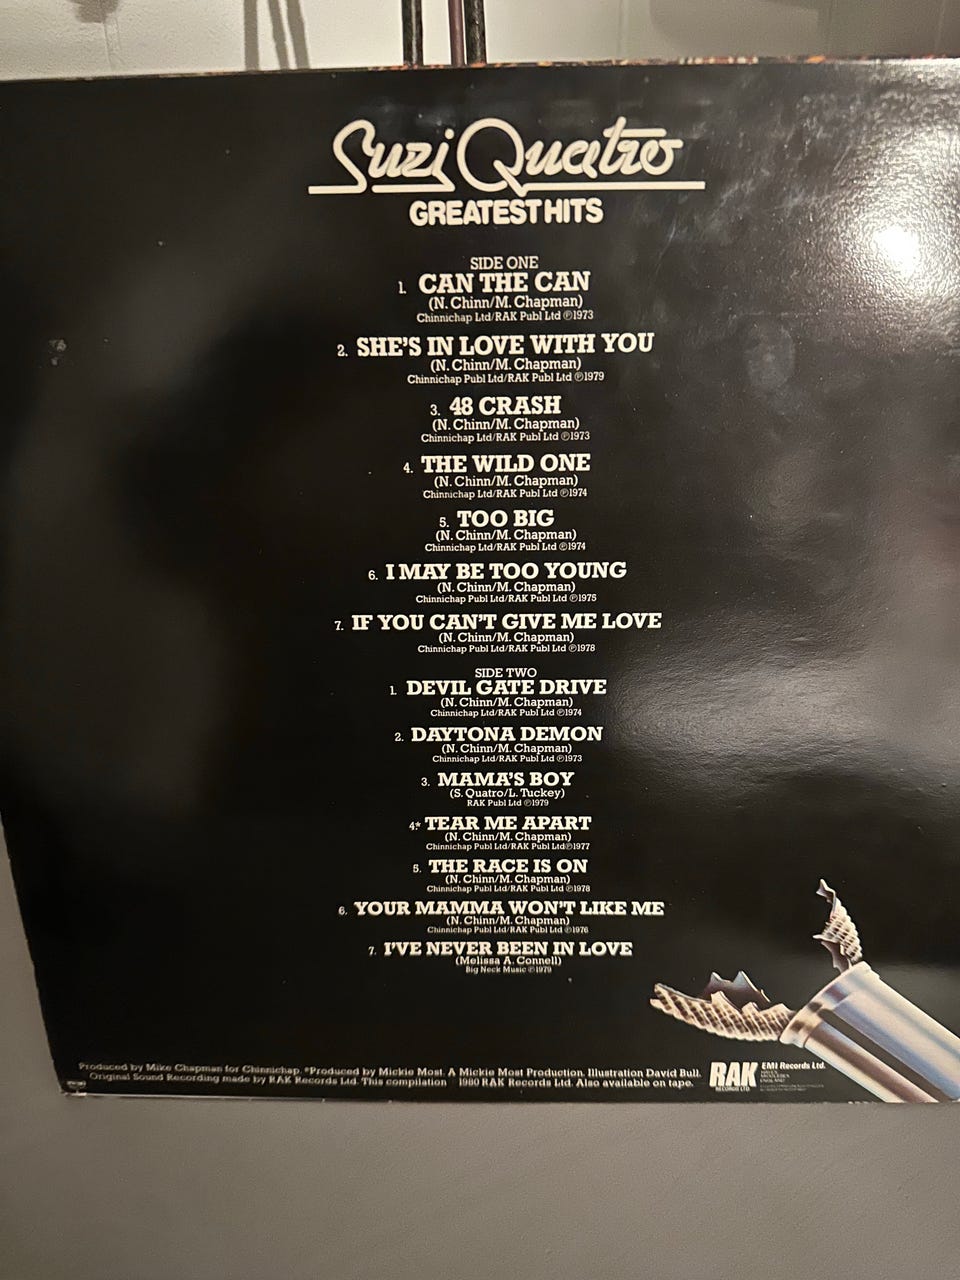 Suzi Quatro
GREATEST HITS
SIDE ONE
1. CAN THE CAN
(N. Chinn/M. Chapman)
Chinnichap Ltd/RAK Publ Ltd ℗1973
2. SHE'S IN LOVE WITH YOU
(N. Chinn/M. Chapman)
Chinnichap Publ Ltd/RAK Publ Ltd ℗1979
3. 48 CRASH
(N. Chinn/M. Chapman)
Chinnichap Ltd/RAK Publ Ltd ℗1973
4. THE WILD ONE
(N. Chinn/M. Chapman)
Chinnichap Ltd/RAK Publ Ltd ℗1974
5. TOO BIG
(N. Chinn/M. Chapman)
Chinnichap Ltd/RAK Publ Ltd ℗1974
6. I MAY BE TOO YOUNG
(N. Chinn/M. Chapman)
Chinnichap Publ Ltd/RAK Publ Ltd ℗1975
7. IF YOU CAN'T GIVE ME LOVE
(N. Chinn/M. Chapman)
Chinnichap Publ Ltd/RAK Publ Ltd ℗1978
SIDE TWO
1. DEVIL GATE DRIVE
(N. Chinn/M. Chapman)
Chinnichap Ltd/RAK Publ Ltd ℗1974
2. DAYTONA DEMON
(N. Chinn/M. Chapman)
Chinnichap Ltd/RAK Publ Ltd ℗1973
3. MAMA'S BOY
(S. Quatro/L. Tuckey)
RAK Publ Ltd ℗1979
4.* TEAR ME APART
(N. Chinn/M. Chapman)
Chinnichap Publ Ltd/RAK Publ Ltd℗1977
5. THE RACE IS ON
(N. Chinn/M. Chapman)
Chinnichap Publ Ltd/RAK Publ Ltd ℗1978
6. YOUR MAMMA WON'T LIKE ME
(N. Chinn/M. Chapman)
Chinnichap Publ Ltd/RAK Publ Ltd ℗1976
7. I'VE NEVER BEEN IN LOVE
(Melissa A. Connell)
Big Neck Music ℗1979
Produced by Mike Chapman for Chinnichap. *Produced by Mickie Most. A Mickie Most Production. Illustration David Bull.
Original Sound Recording made by RAK Records Ltd. This compilation 1980 RAK Records Ltd. Also available on tape.
RAK
RECORDS LTD.
EMI Records Ltd.
HAYES
MIDDLESEX
ENGLAND